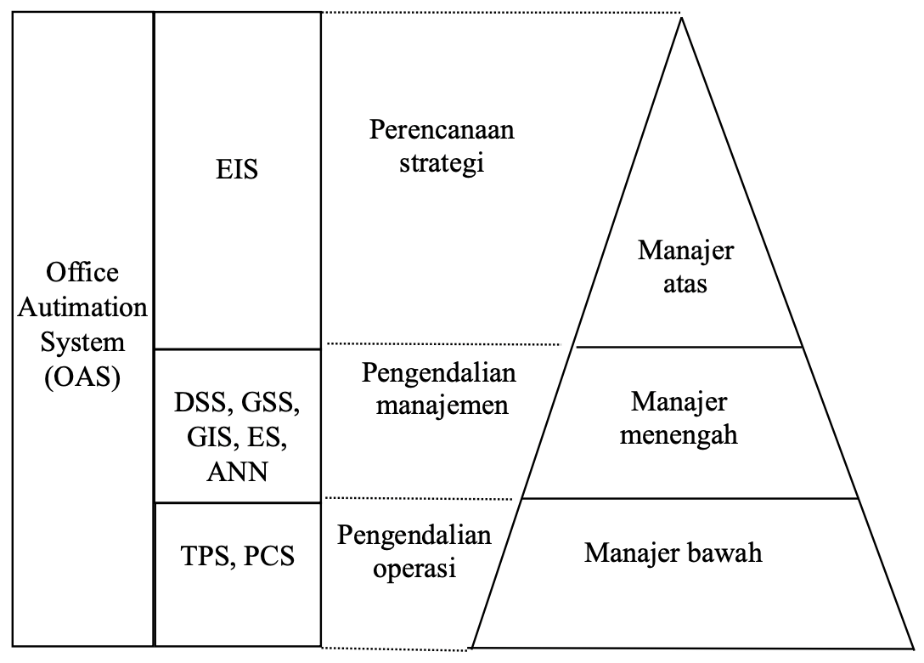 Office
Autimation
System
(OAS)
EIS
DSS, GSS,
GIS, ES,
ANN
TPS, PCS
Perencanaan
strategi
Pengendalian
manajemen
Pengendalian
operasi
Manajer
atas
Manajer
menengah
Manajer bawah